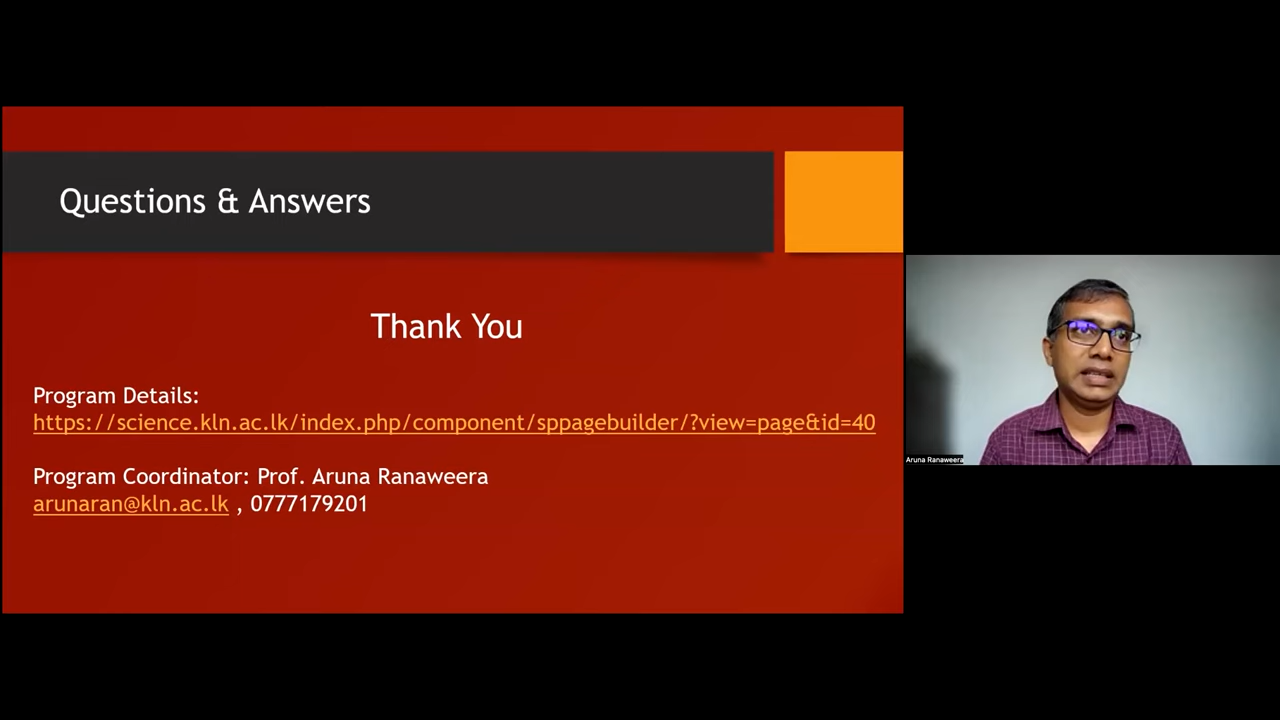 Questions & Answers
Thank You
Program Details:
https://science.kln.ac.lk/index.php/component/sppagebuilder/?view=page&id=40
Program Coordinator: Prof. Aruna Ranaweera
arunaran@kln.ac.lk , 0777179201
Aruna Ranaweera